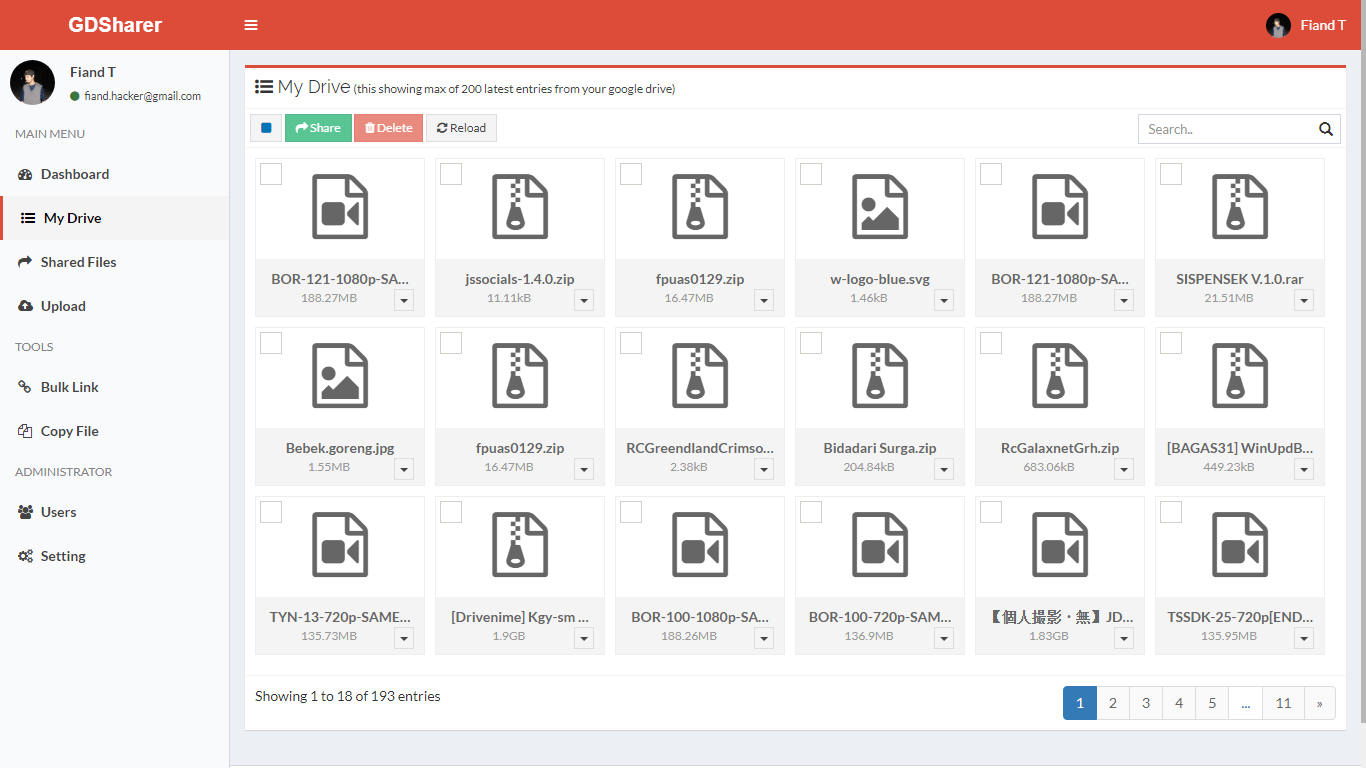 GDSharer
Fiand T
Fiand T
fiand.hacker@gmail.com
MAIN MENU
Dashboard
My Drive
Shared Files
Upload
TOOLS
Bulk Link
Copy File
ADMINISTRATOR
Users
Setting
My Drive (this showing max of 200 latest entries from your google drive)
Share Delete Reload Search..
BOR-121-1080p-SA... jssocials-1.4.0.zip fpuas0129.zip w-logo-blue.svg BOR-121-1080p-SA... SISPENSEK V.1.0.rar
188.27MB 11.11kB 16.47MB 1.46kB 188.27MB 21.51MB
Bebek.goreng.jpg fpuas0129.zip RCGreendlandCrimso... Bidadari Surga.zip RcGalaxnetGrh.zip [BAGAS31] WinUpdB...
1.55MB 16.47MB 2.38kB 204.84kB 683.06kB 449.23kB
TYN-13-720p-SAME... [Drivenime] Kgy-sm ... BOR-100-1080p-SA... BOR-100-720p-SAM... 【個人撮影・無】JD... TSSDK-25-720p[END...
135.73MB 1.9GB 188.26MB 136.9MB 1.83GB 135.95MB
Showing 1 to 18 of 193 entries
1 2 3 4 5 ... 11 »